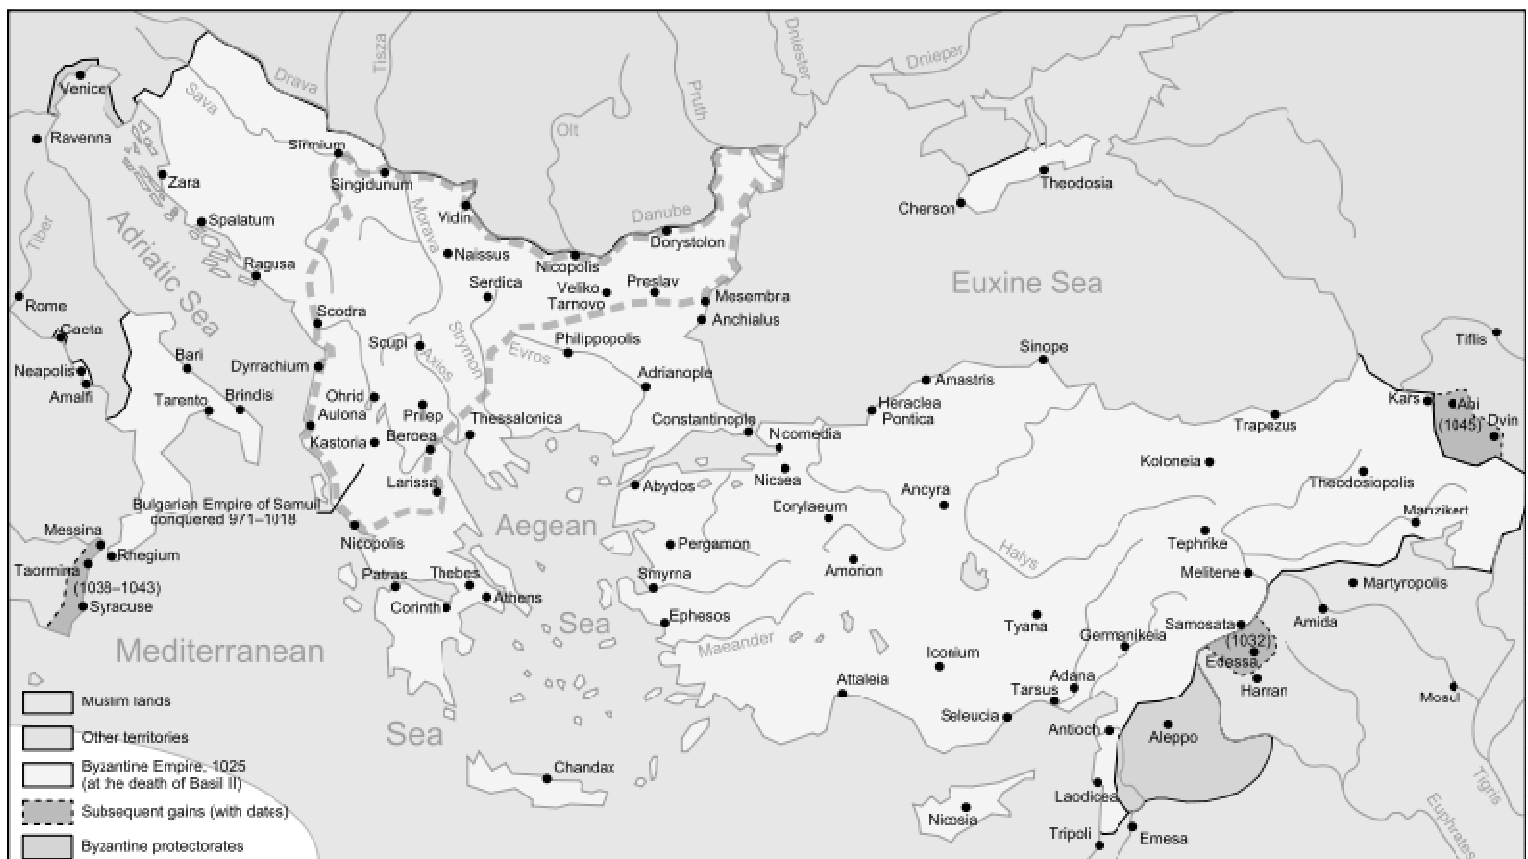 Tisza
Dniester
Dnieper
Drava
Sava
Pruth
Olt
Venice
Ravenna
Sirmium
Singidunum
Zara
Theodosia
Cherson
Tiber
Adriatic Sea
Spalatum
Morava
Vidin
Danube
Dorystolon
Naissus
Nicopolis
Ragusa
Serdica
Veliko
Tarnovo
Preslav
Euxine Sea
Rome
Mesembra
Anchialus
Scodra
Strymon
Scupi
Axios
Evros
Philippopolis
Sinope
Tiflis
Bari
Dyrrachium
Neapolis
Amalfi
Tarento
Brindisi
Ohrid
Aulona
Prilep
Adrianople
Amastris
Heraclea
Pontica
Kars
(1045)
Dvin
Kastoria
Beroea
Thessalonica
Constantinople
Nicomedia
Trapezus
Koloneia
Nicaea
Theodosiopolis
Larissa
Abydos
Ancyra
Bulgarian Empire of Samuil
conquered 971–1018
Aegean
Sea
Manzikert
Messina
Rhegium
Nicopolis
Pergamon
Halys
Tephrike
Taormina
(1038–1043)
Syracuse
Patras
Thebes
Smyrna
Amorion
Melitene
Martyropolis
Corinth
Athens
Ephesos
Tyana
Samosata
Amida
Mediterranean
Sea
Maeander
Germanikeia
(1032)
Iconium
Edessa
Harran
Attaleia
Adana
Tarsus
Mosul
Seleucia
Antioch
Aleppo
Muslim lands
Other territories
Byzantine Empire, 1025
(at the death of Basil II)
Subsequent gains (with dates)
Byzantine protectorates
Chandax
Laodicea
Nicosia
Tripoli
Emesa
Tigris
Euphrates